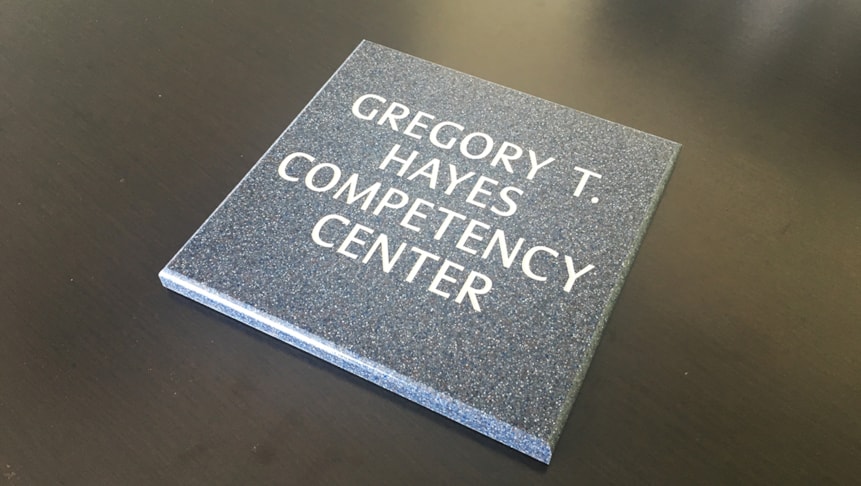 GREGORY T.
HAYES
COMPETENCY
CENTER